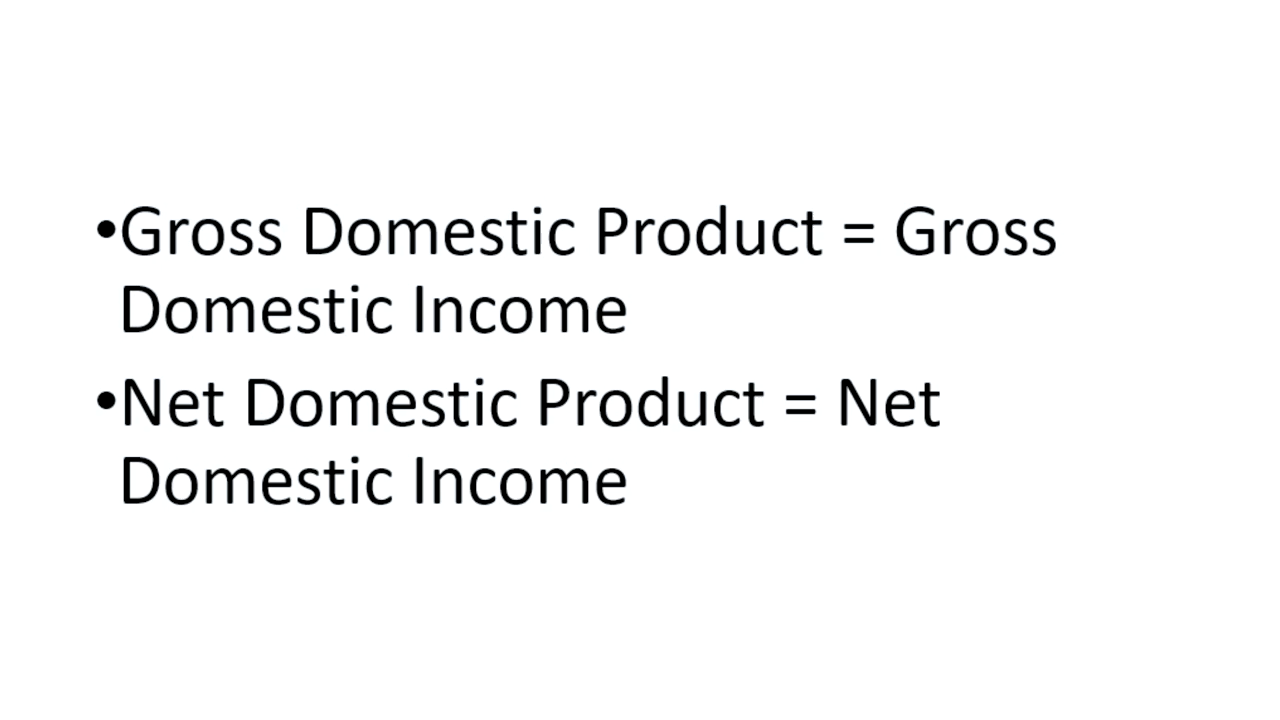 •Gross Domestic Product = Gross
Domestic Income
•Net Domestic Product = Net
Domestic Income